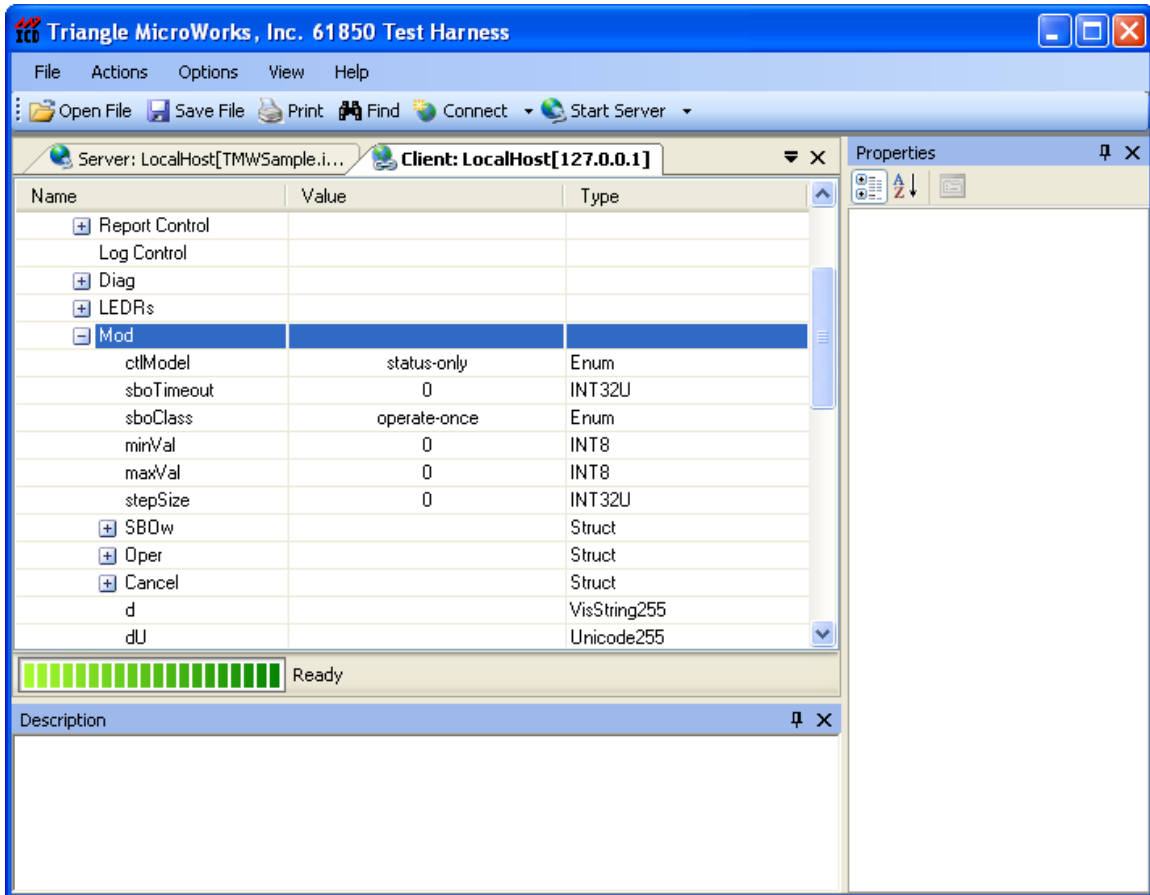 Triangle MicroWorks, Inc. 61850 Test Harness
File Actions Options View Help
Open File Save File Print Find Connect Start Server
Server: LocalHost[TMWSample.i... Client: LocalHost[127.0.0.1] Properties
Name Value Type
Report Control
Log Control
Diag
LEDRs
Mod
ctlModel status-only Enum
sboTimeout 0 INT32U
sboClass operate-once Enum
minVal 0 INT8
maxVal 0 INT8
stepSize 0 INT32U
SBOw Struct
Oper Struct
Cancel Struct
d VisString255
dU Unicode255
Ready
Description